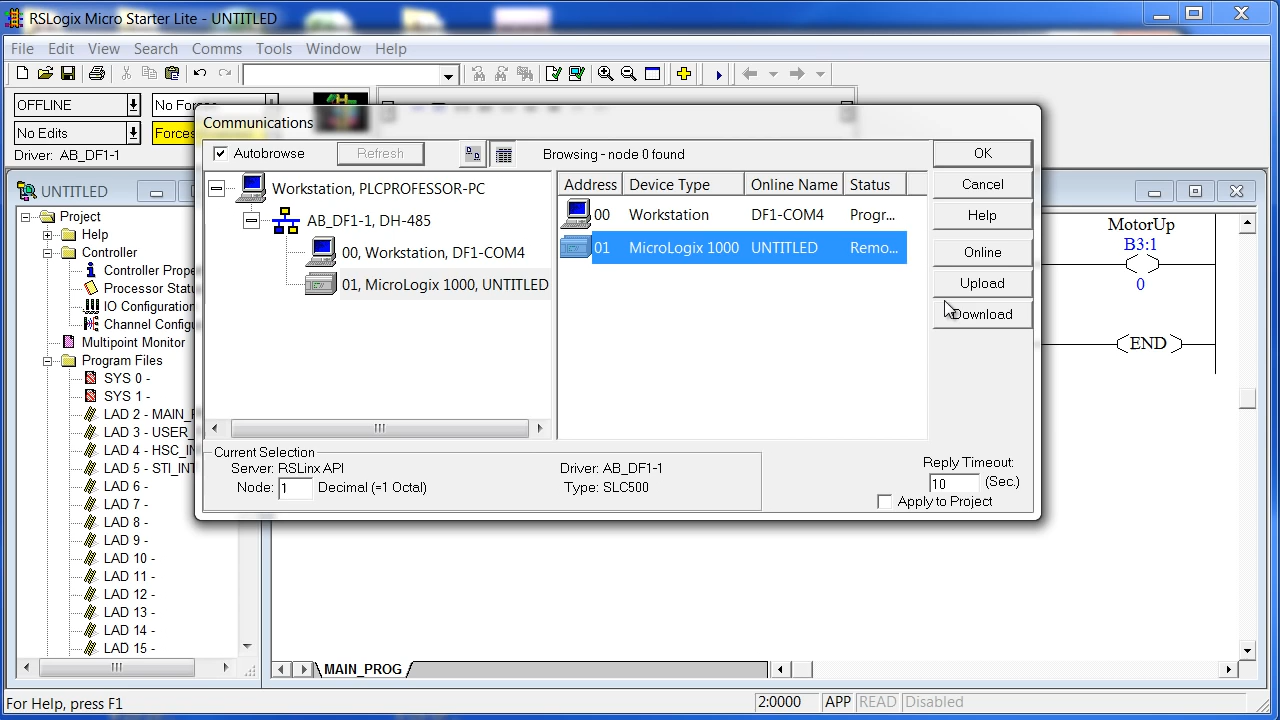 RSLogix Micro Starter Lite - UNTITLED
File Edit View Search Comms Tools Window Help
OFFLINE
No Edits
Driver: AB_DF1-1
Communications
Autobrowse
Refresh
Browsing - node 0 found
OK
Cancel
Help
Online
Upload
Download
Workstation, PLCPROFESSOR-PC
AB_DF1-1, DH-485
00, Workstation, DF1-COM4
01, MicroLogix 1000, UNTITLED
Address Device Type Online Name Status
00 Workstation DF1-COM4 Progr...
01 MicroLogix 1000 UNTITLED Remo...
Current Selection
Server: RSLinx API
Node: 1 Decimal (=1 Octal)
Driver: AB_DF1-1
Type: SLC500
Reply Timeout:
10 (Sec.)
Apply to Project
UNTITLED
Project
Help
Controller
Controller
Processor
IO
Channel
Multipoint Monitor
Program Files
SYS 0 -
SYS 1 -
LAD 2 - MAIN_
LAD 3 - USER_
LAD 4 - HSC_
LAD 5 - STI_
LAD 6 -
LAD 7 -
LAD 8 -
LAD 9 -
LAD 10 -
LAD 11 -
LAD 12 -
LAD 13 -
LAD 14 -
LAD 15 -
MotorUp
B3:1
0
END
MAIN_PROG
For Help, press F1
2:0000 APP READ Disabled